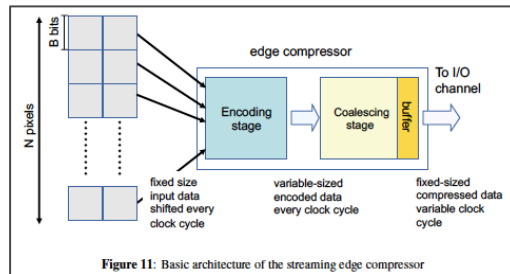 B bits
N pixels
edge compressor
To I/O
channel
Encoding
stage
Coalescing
stage
buffer
fixed size
input data
shifted every
clock cycle
variable-sized
encoded data
every clock cycle
fixed-sized
compressed data
variable clock
cycle
Figure 11: Basic architecture of the streaming edge compressor